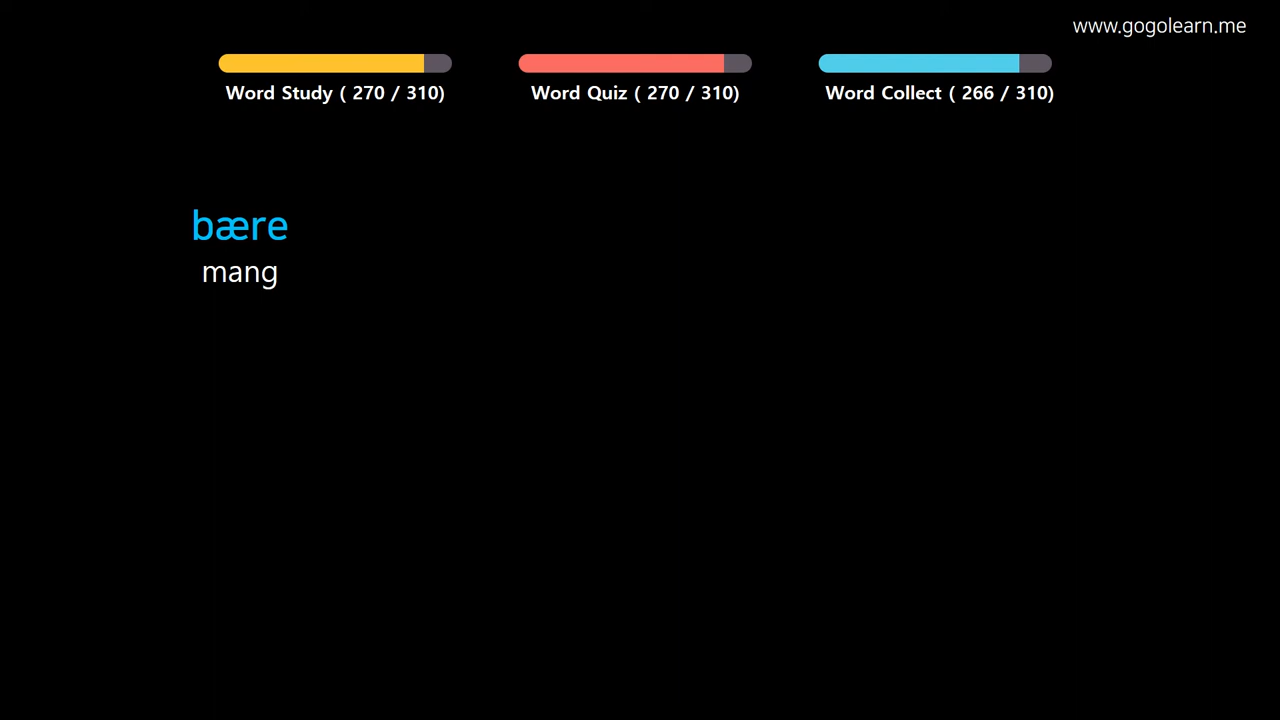 www.gogolearn.me
Word Study ( 270 / 310)
Word Quiz ( 270 / 310)
Word Collect ( 266 / 310)
bære
mang